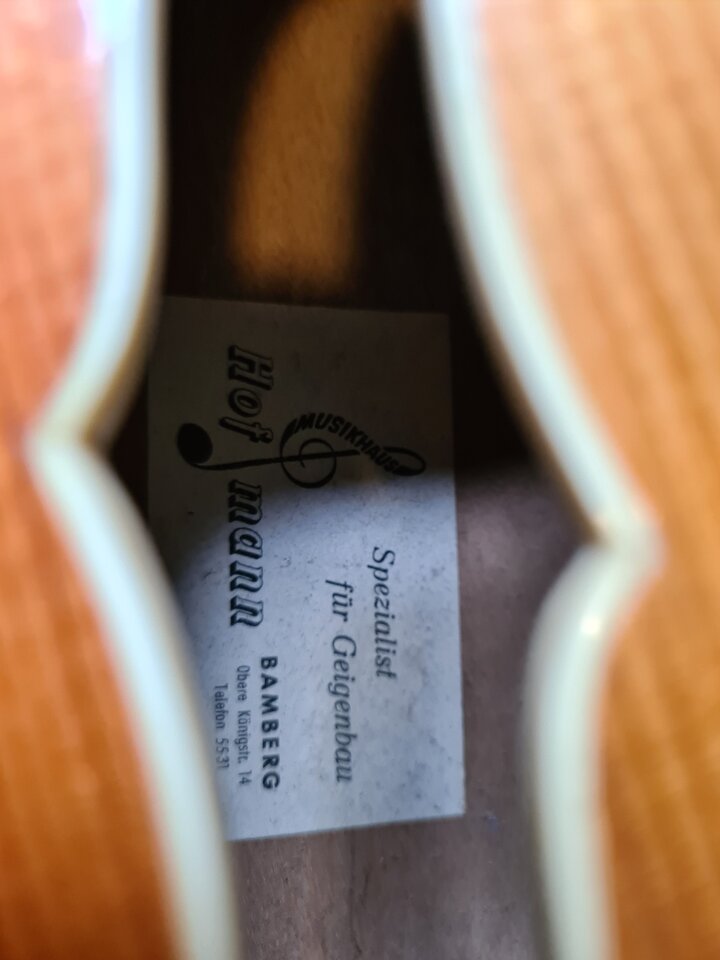 MUSIKHAUS
Hofmann
Spezialist
für Geigenbau
BAMBERG
Obere Königstr. 14
Telefon 5531